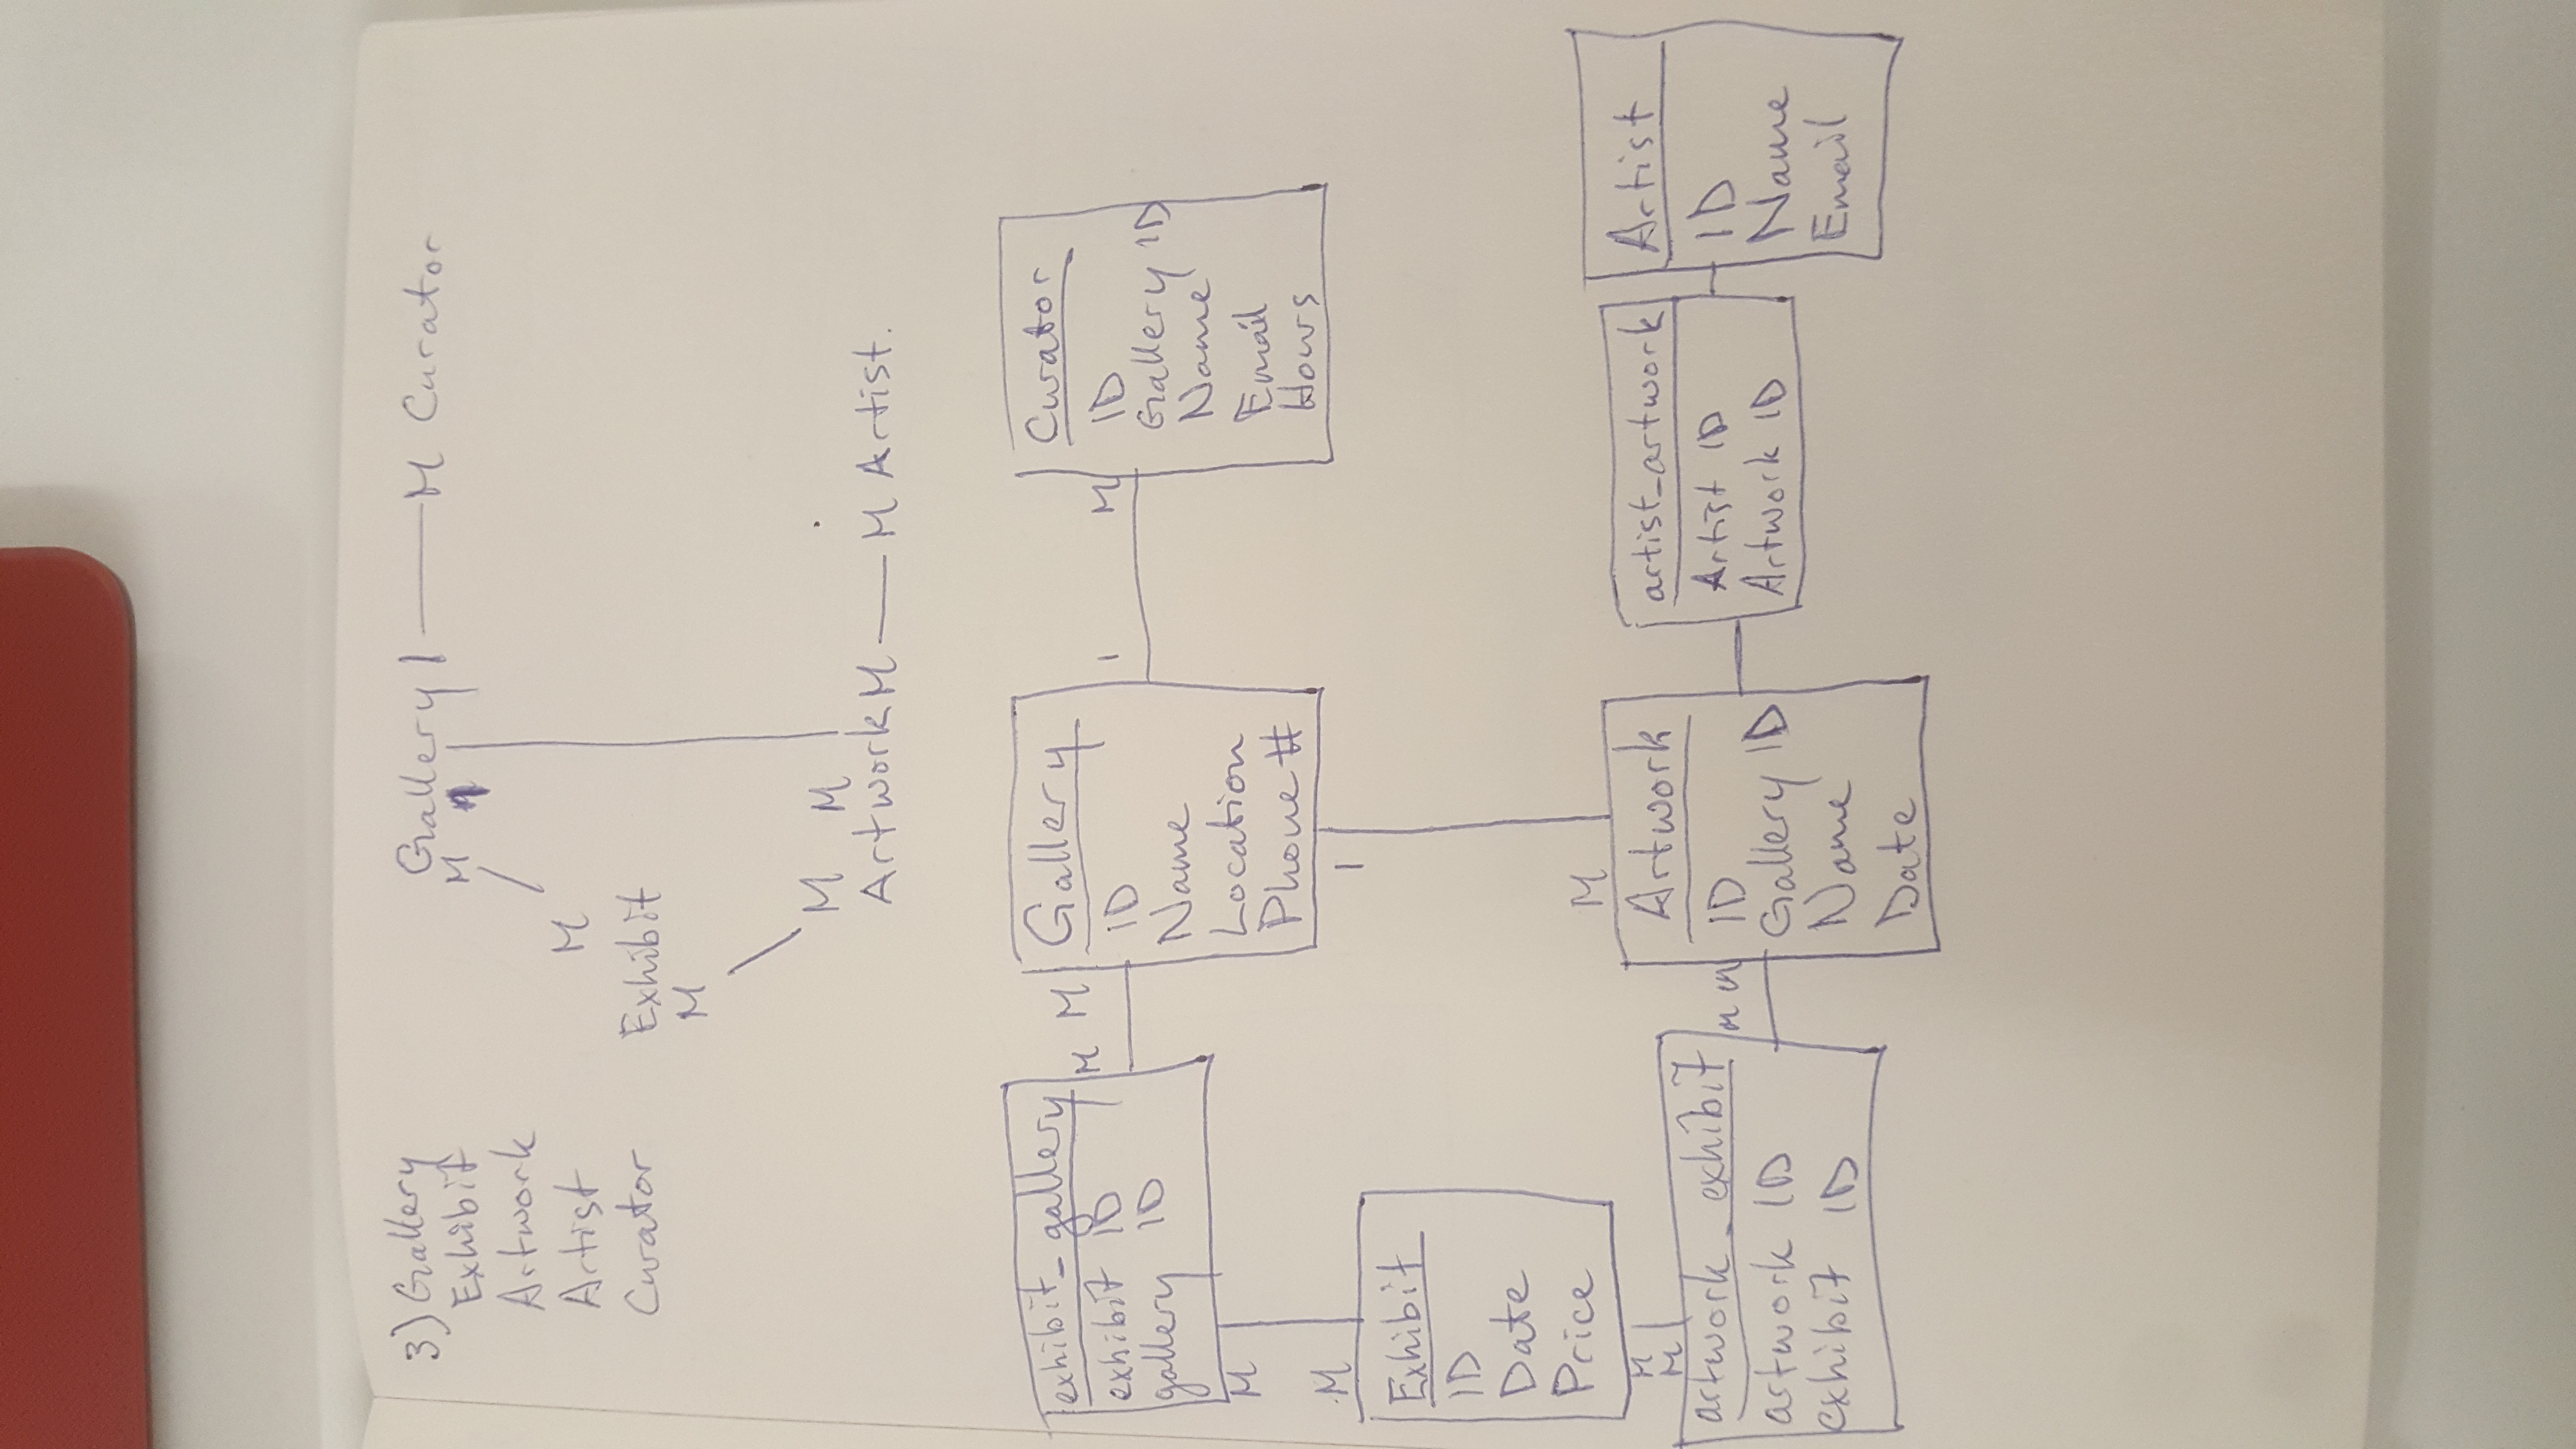 3) Gallery
Exhibit
Artwork
Artist
Curator
Gallery 1 — M Curator
M 1
M
Exhibit
M
M M
Artwork M — M Artist.
exhibit_gallery
exhibit ID
gallery ID
M M
Gallery
ID
Name
Location
Phone #
1 M
Curator
ID
Gallery ID
Name
Email
Hours
M
M
1
Exhibit
ID
Date
Price
M
M
M
artwork_exhibit
artwork ID
exhibit ID
M M
Artwork
ID
Gallery ID
Name
Date
artist_artwork
Artist ID
Artwork ID
Artist
ID
Name
Email